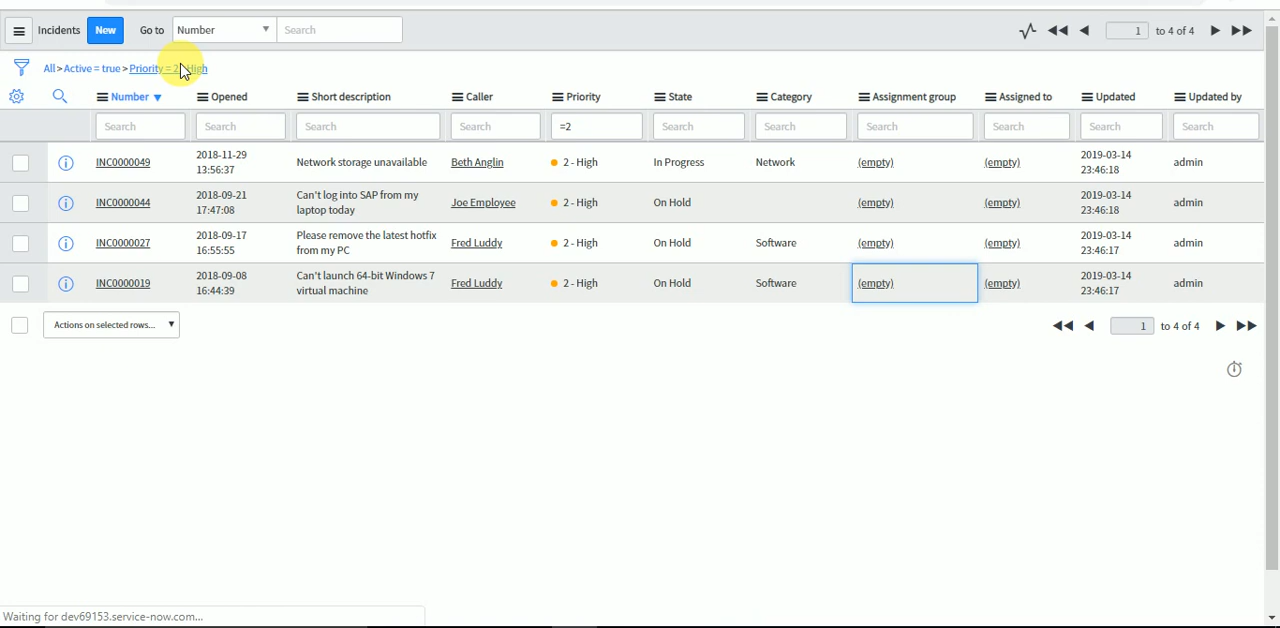 Incidents New Go to Number Search 1 to 4 of 4
All > Active = true > Priority = 2 - High
Number Opened Short description Caller Priority State Category Assignment group Assigned to Updated Updated by
Search Search Search Search =2 Search Search Search Search Search Search
INC0000049 2018-11-29 13:56:37 Network storage unavailable Beth Anglin 2 - High In Progress Network (empty) (empty) 2019-03-14 23:46:18 admin
INC0000044 2018-09-21 17:47:08 Can't log into SAP from my laptop today Joe Employee 2 - High On Hold (empty) (empty) 2019-03-14 23:46:18 admin
INC0000027 2018-09-17 16:55:55 Please remove the latest hotfix from my PC Fred Luddy 2 - High On Hold Software (empty) (empty) 2019-03-14 23:46:17 admin
INC0000019 2018-09-08 16:44:39 Can't launch 64-bit Windows 7 virtual machine Fred Luddy 2 - High On Hold Software (empty) (empty) 2019-03-14 23:46:17 admin
Actions on selected rows... 1 to 4 of 4
Waiting for dev69153.service-now.com...